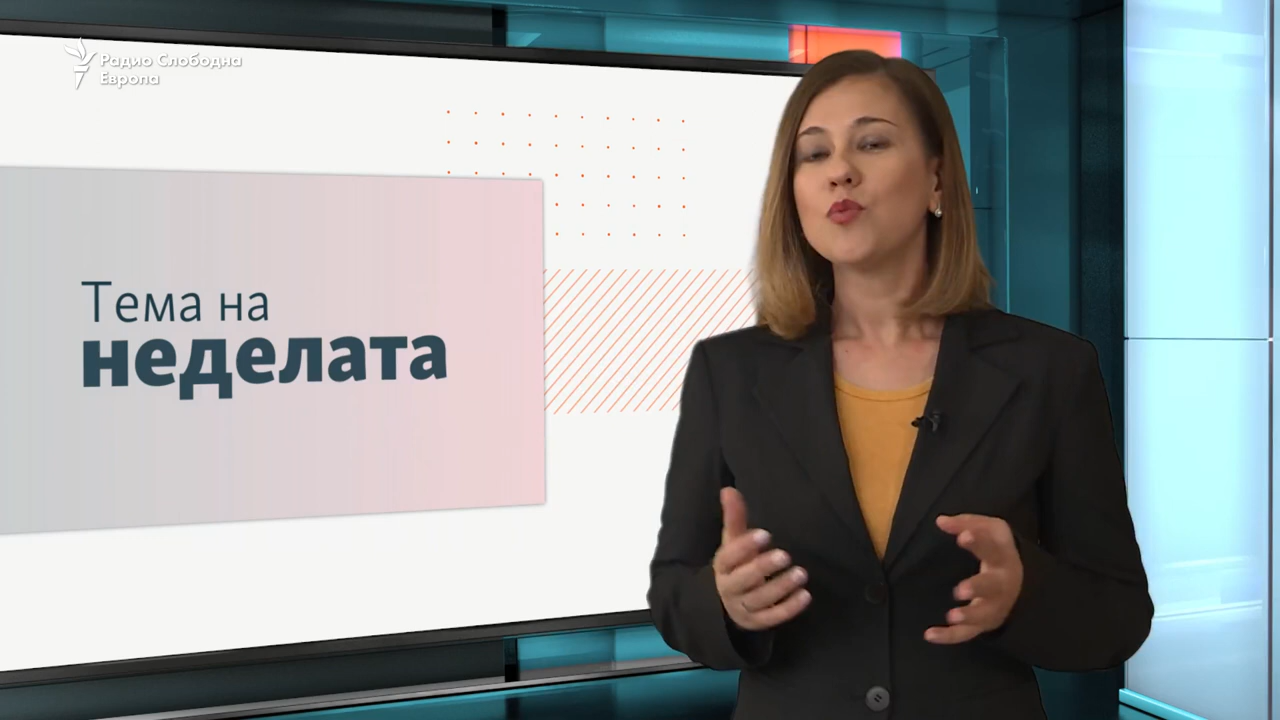 Радио Слободна
Европа
Тема на
неделата